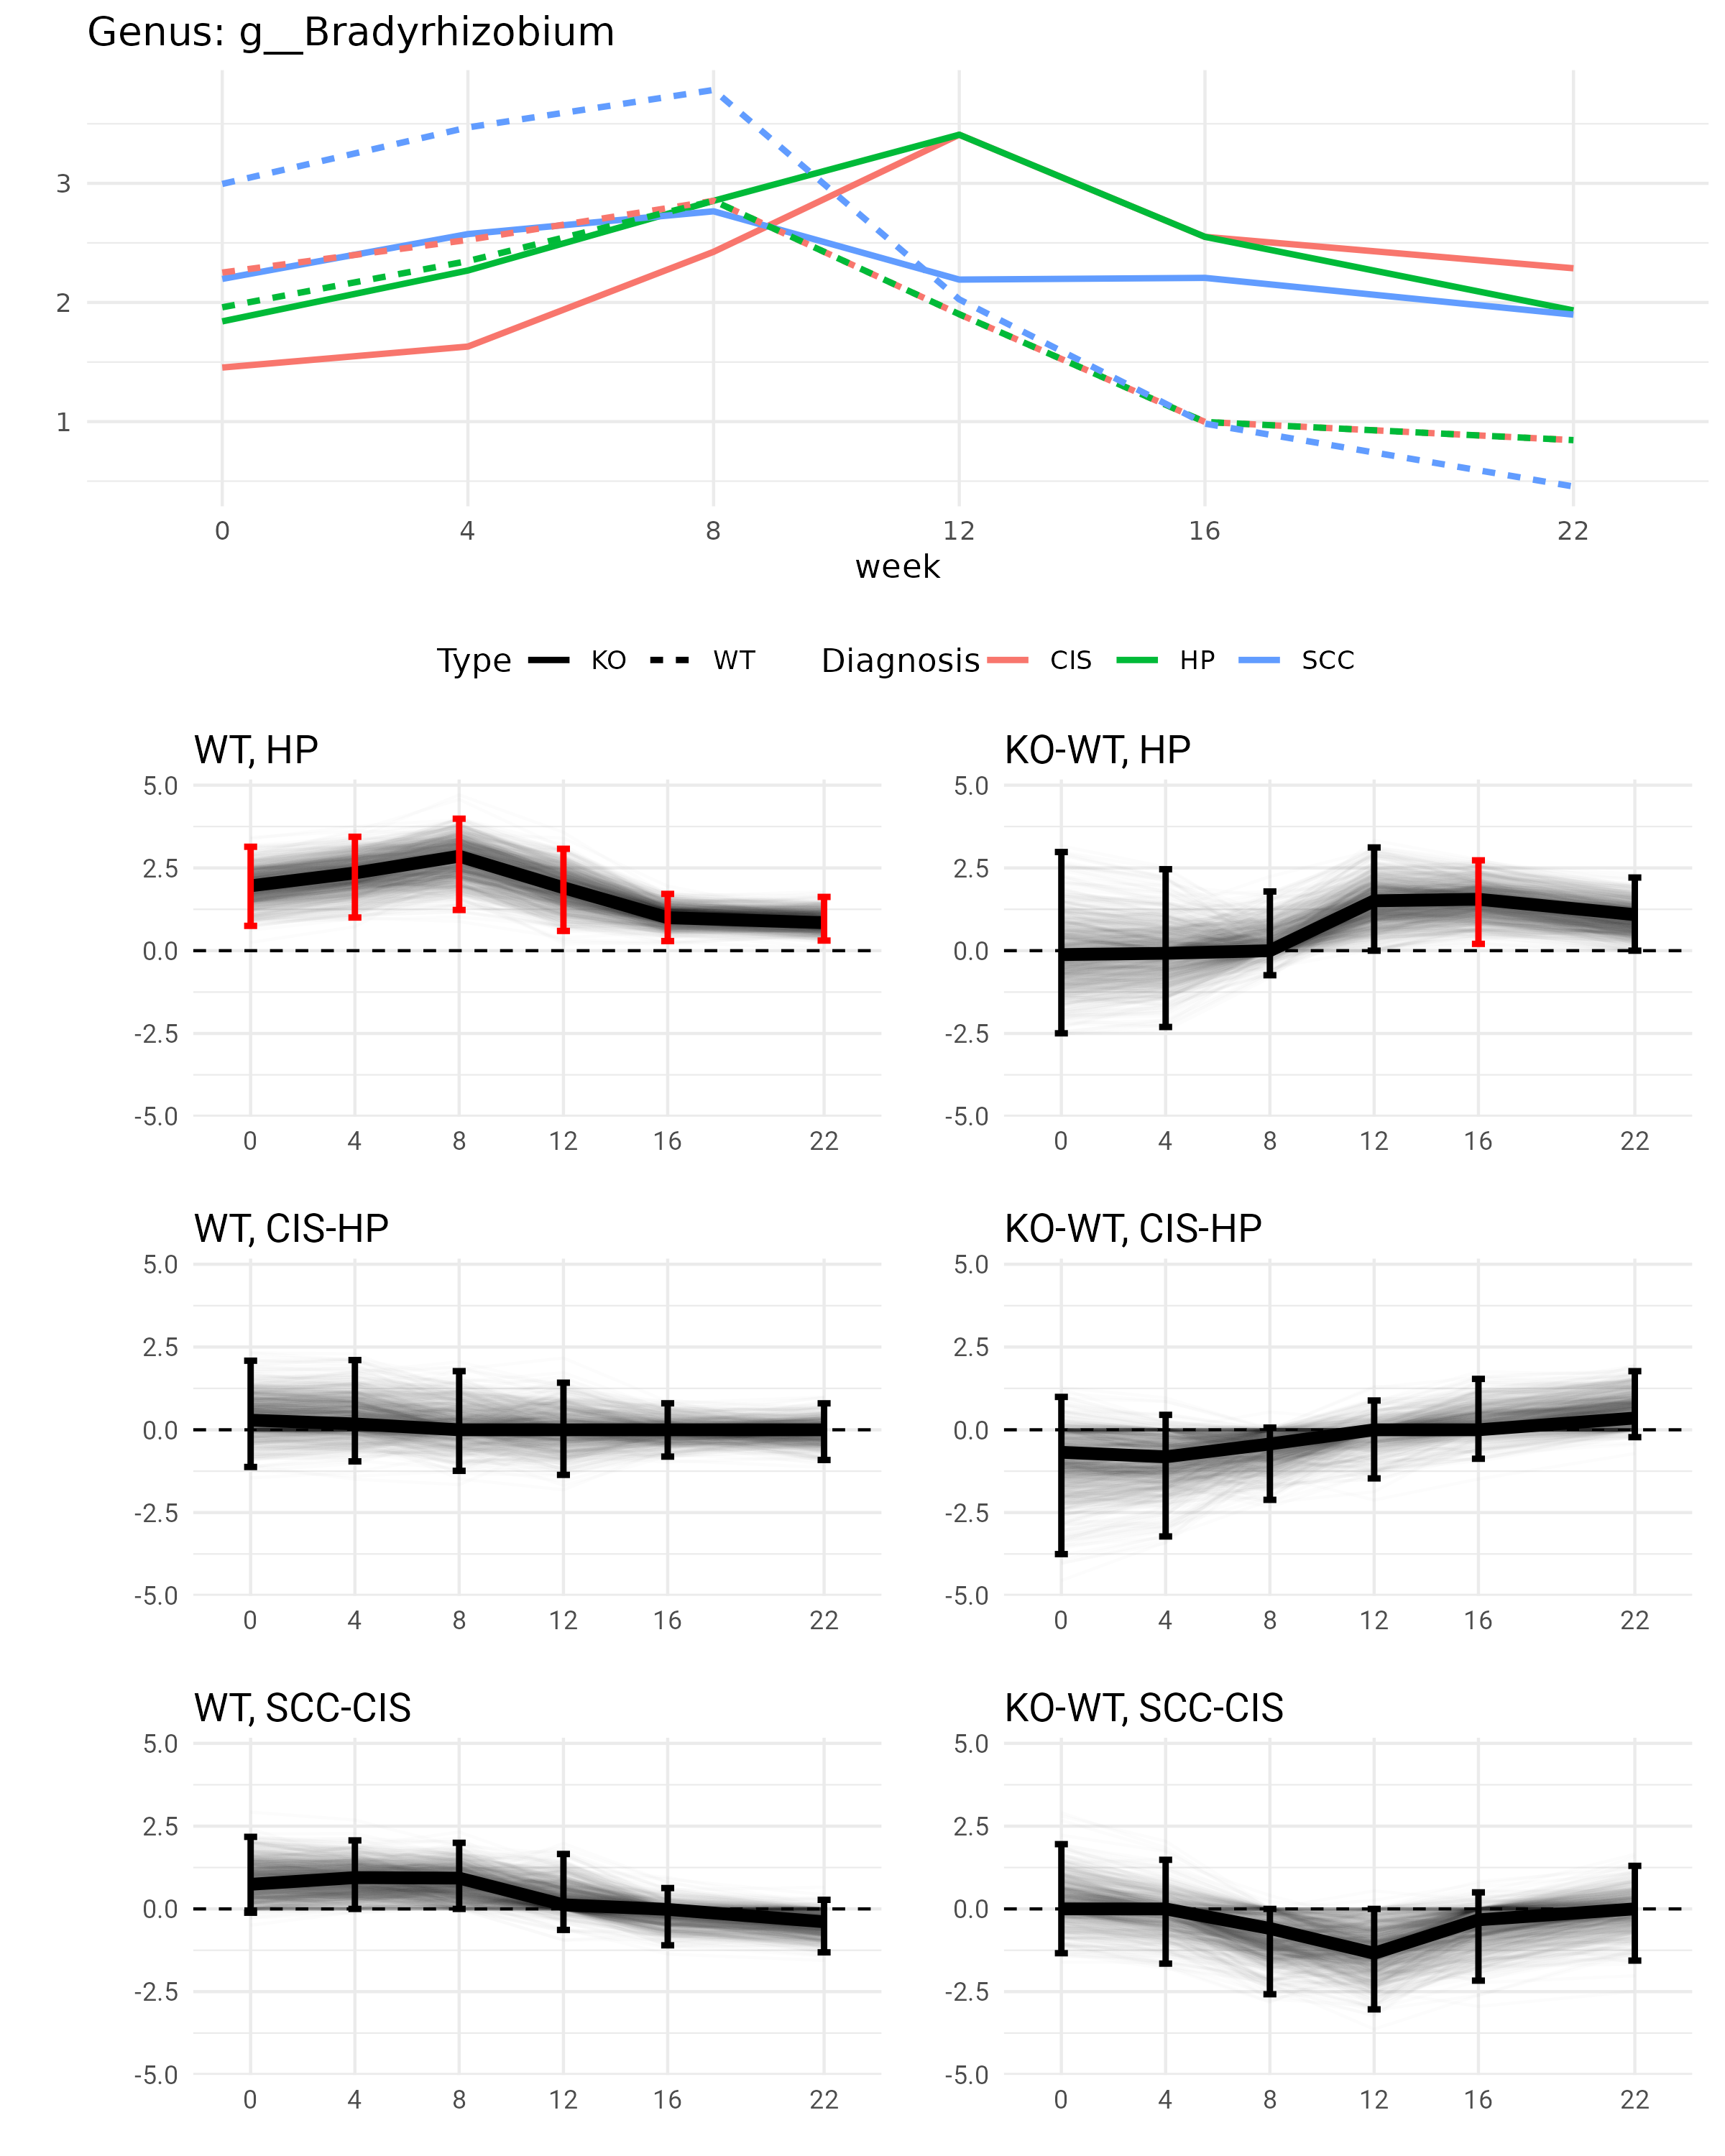 Genus: g__Bradyrhizobium
3
2
1
0 4 8 12 16 22
week
Type KO WT Diagnosis CIS HP SCC
WT, HP
5.0
2.5
0.0
-2.5
-5.0
0 4 8 12 16 22
KO-WT, HP
5.0
2.5
0.0
-2.5
-5.0
0 4 8 12 16 22
WT, CIS-HP
5.0
2.5
0.0
-2.5
-5.0
0 4 8 12 16 22
KO-WT, CIS-HP
5.0
2.5
0.0
-2.5
-5.0
0 4 8 12 16 22
WT, SCC-CIS
5.0
2.5
0.0
-2.5
-5.0
0 4 8 12 16 22
KO-WT, SCC-CIS
5.0
2.5
0.0
-2.5
-5.0
0 4 8 12 16 22